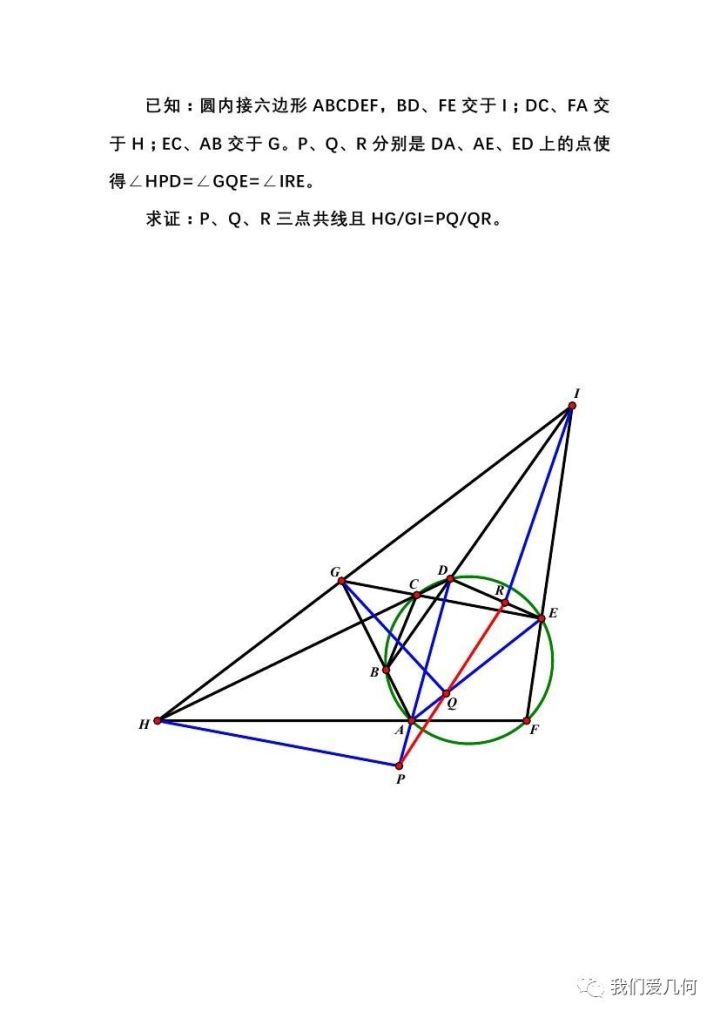 已知：圆内接六边形 ABCDEF，BD、FE 交于 I；DC、FA 交
于 H；EC、AB 交于 G。P、Q、R 分别是 DA、AE、ED 上的点使
得∠HPD=∠GQE=∠IRE。
求证：P、Q、R 三点共线且 HG/GI=PQ/QR。
I
G
C
D
R
E
B
Q
H
A
F
P
我们爱几何